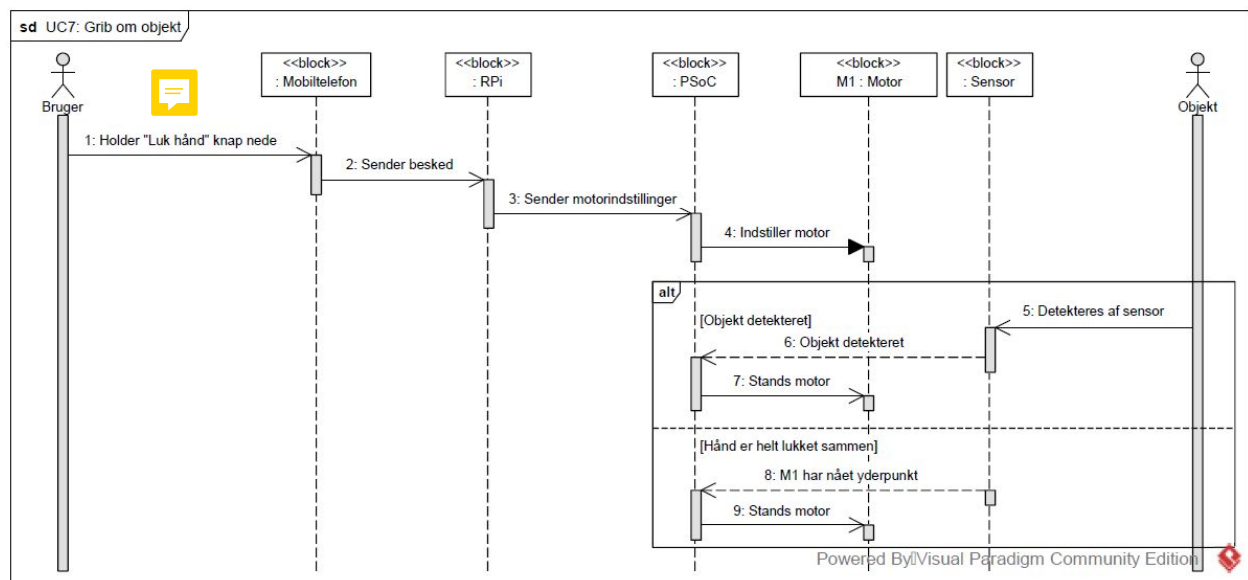 sd UC7: Grib om objekt
<<block>> <<block>> <<block>> <<block>> <<block>>
: Mobiltelefon : RPi : PSoC M1 : Motor : Sensor
Bruger Objekt
1: Holder "Luk hånd" knap nede
2: Sender besked
3: Sender motorindstillinger
4: Indstiller motor
alt
5: Detekteres af sensor
[Objekt detekteret]
6: Objekt detekteret
7: Stands motor
[Hånd er helt lukket sammen]
8: M1 har nået yderpunkt
9: Stands motor
Powered By Visual Paradigm Community Edition